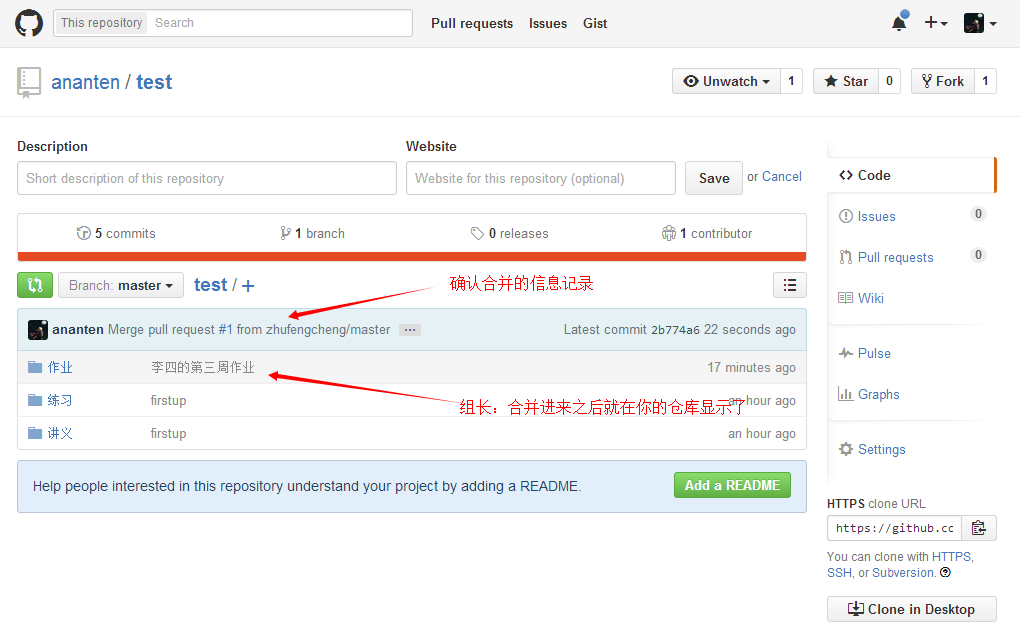 This repository Search Pull requests Issues Gist
ananten / test Unwatch 1 Star 0 Fork 1
Description Website
Short description of this repository Website for this repository (optional) Save or Cancel
5 commits 1 branch 0 releases 1 contributor
Branch: master test / +
确认合并的信息记录
ananten Merge pull request #1 from zhufengcheng/master ... Latest commit 2b774a6 22 seconds ago
作业 李四的第三周作业 17 minutes ago
练习 firstup an hour ago
组长：合并进来之后就在你的仓库显示了
讲义 firstup an hour ago
Help people interested in this repository understand your project by adding a README. Add a README
Code
Issues 0
Pull requests 0
Wiki
Pulse
Graphs
Settings
HTTPS clone URL
https://github.cc
You can clone with HTTPS,
SSH, or Subversion.
Clone in Desktop